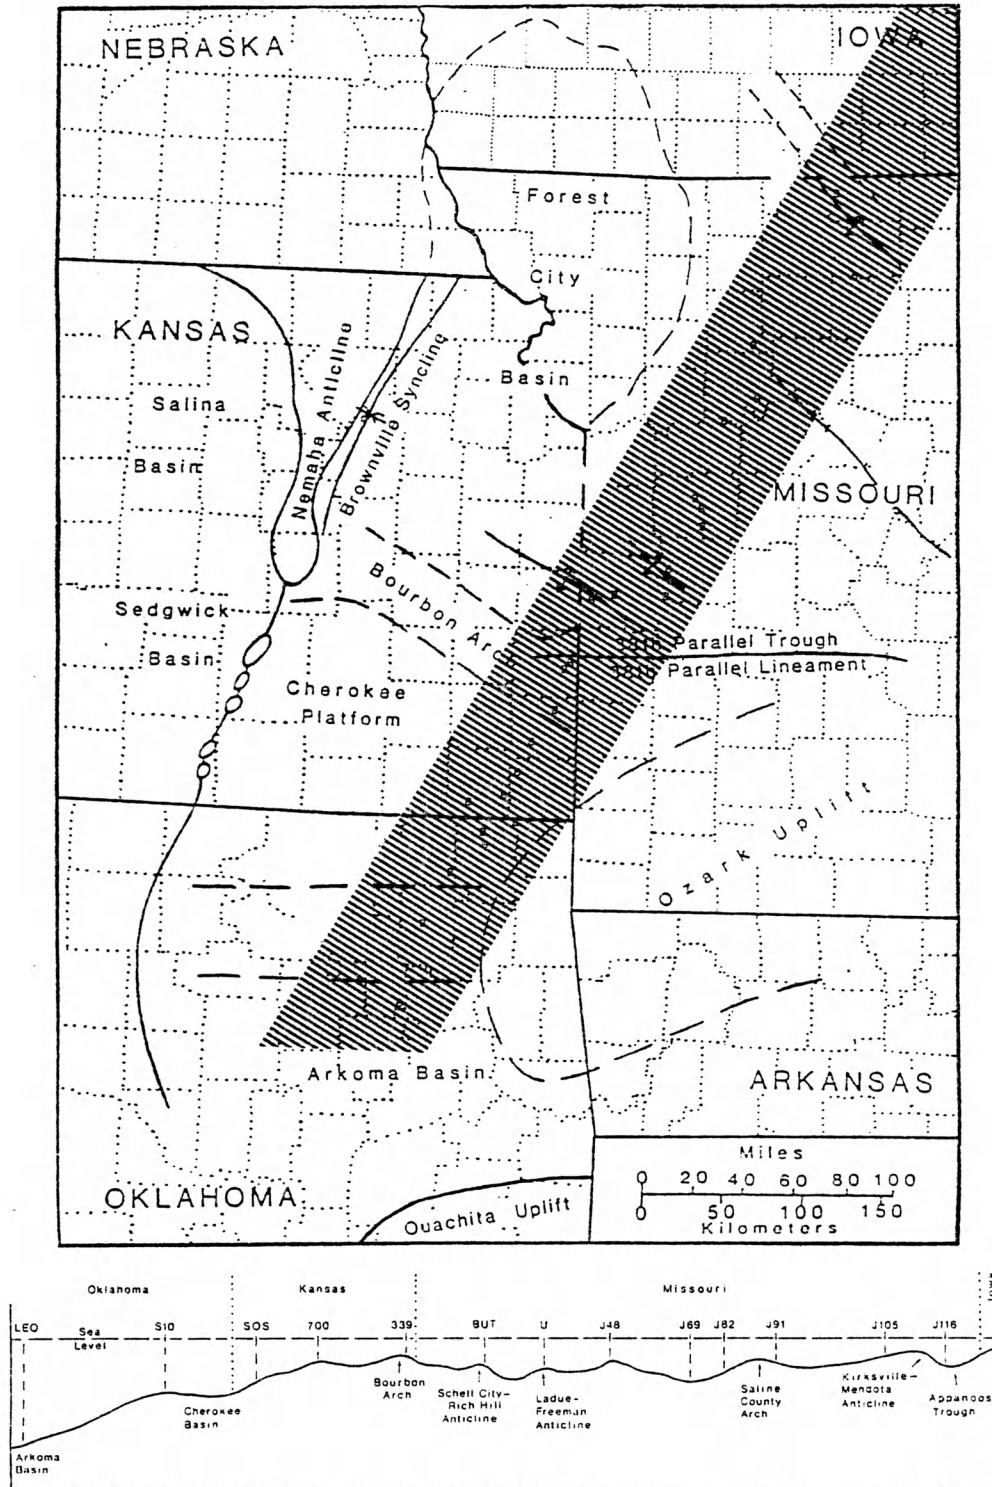 NEBRASKA
IOWA
Forest
City
Basin
KANSAS
Salina
Basin
Nemaha Anticline
Brownville Syncline
MISSOURI
Bourbon Arch
Sedgwick
Basin
38th Parallel Trough
38th Parallel Lineament
Cherokee
Platform
Ozark Uplift
Arkoma Basin
ARKANSAS
OKLAHOMA
Ouachita Uplift
Miles
0 20 40 60 80 100
0 50 100 150
Kilometers
Oklahoma
Kansas
Missouri
Iowa
LEO
Sea
Level
S10
SOS
700
339
BUT
U
J48
J69
J82
J91
J105
J116
Arkoma
Basin
Cherokee
Basin
Bourbon
Arch
Schell City-
Rich Hill
Anticline
Ladue-
Freeman
Anticline
Saline
County
Arch
Kirksville-
Mendota
Anticline
Appanoos
Trough